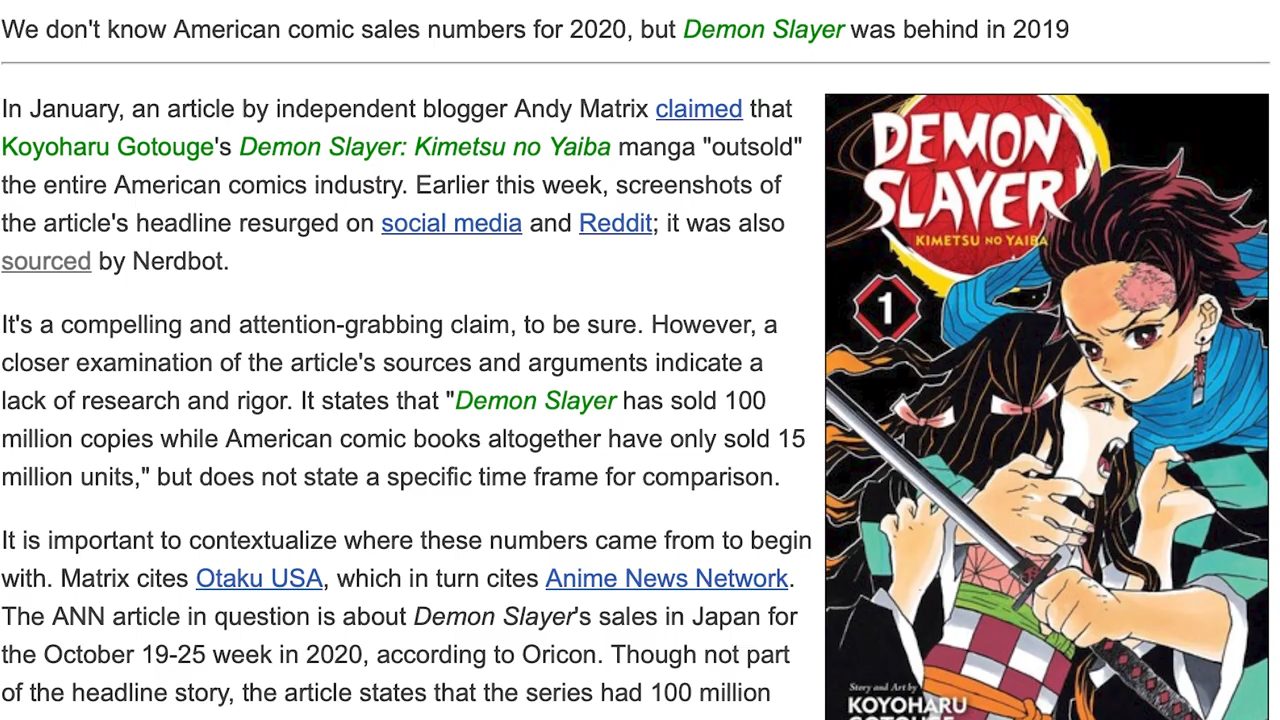 We don't know American comic sales numbers for 2020, but Demon Slayer was behind in 2019
In January, an article by independent blogger Andy Matrix claimed that
Koyoharu Gotouge's Demon Slayer: Kimetsu no Yaiba manga "outsold"
the entire American comics industry. Earlier this week, screenshots of
the article's headline resurged on social media and Reddit; it was also
sourced by Nerdbot.
It's a compelling and attention-grabbing claim, to be sure. However, a
closer examination of the article's sources and arguments indicate a
lack of research and rigor. It states that "Demon Slayer has sold 100
million copies while American comic books altogether have only sold 15
million units," but does not state a specific time frame for comparison.
It is important to contextualize where these numbers came from to begin
with. Matrix cites Otaku USA, which in turn cites Anime News Network.
The ANN article in question is about Demon Slayer's sales in Japan for
the October 19-25 week in 2020, according to Oricon. Though not part
of the headline story, the article states that the series had 100 million
DEMON
SLAYER
KIMETSU NO YAIBA
1
Story and Art by
KOYOHARU
GOTOUGE